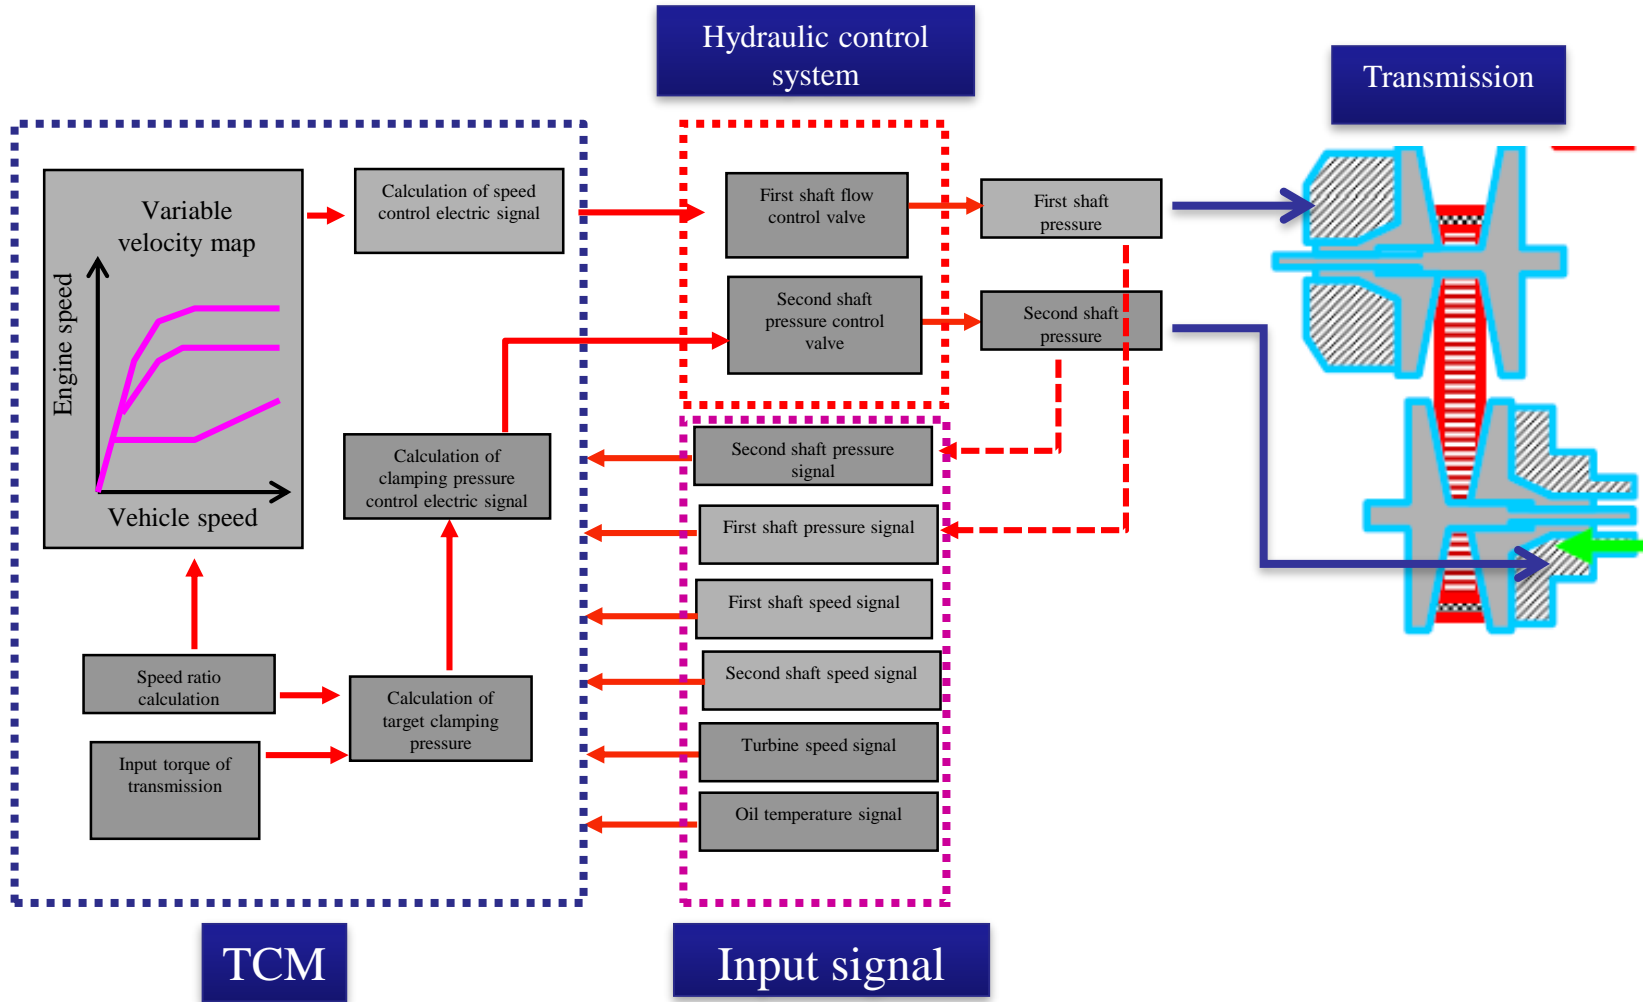 Hydraulic control
system
Transmission
Variable
velocity map
Engine speed
Vehicle speed
Calculation of speed
control electric signal
First shaft flow
control valve
First shaft
pressure
Second shaft
pressure control
valve
Second shaft
pressure
Calculation of
clamping pressure
control electric signal
Second shaft pressure
signal
First shaft pressure signal
First shaft speed signal
Second shaft speed signal
Turbine speed signal
Oil temperature signal
Speed ratio
calculation
Calculation of
target clamping
pressure
Input torque of
transmission
TCM
Input signal